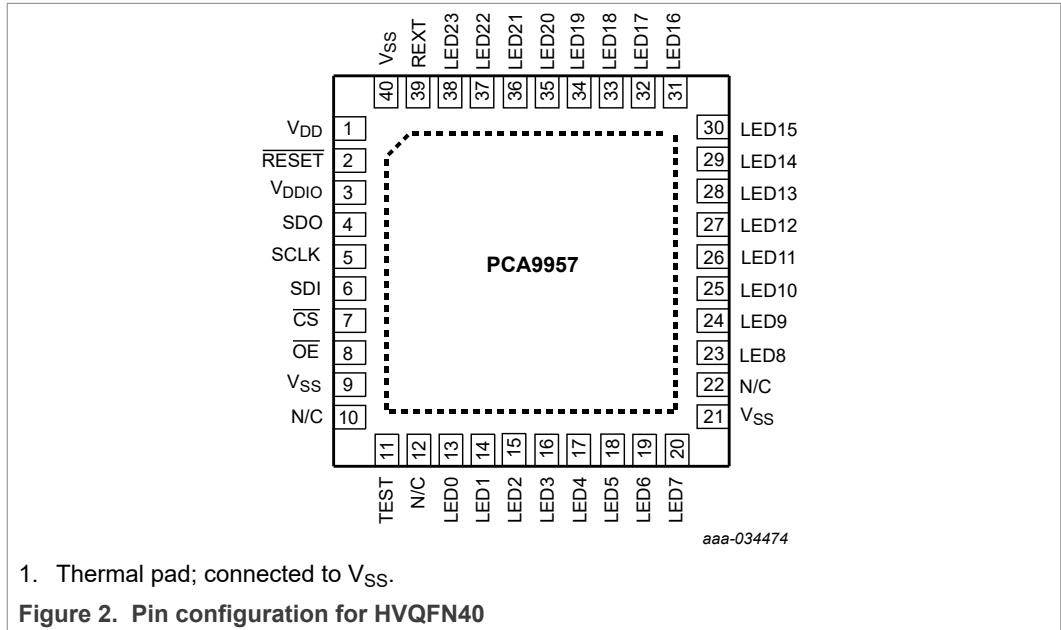 VSS
REXT
LED23
LED22
LED21
LED20
LED19
LED18
LED17
LED16
40
39
38
37
36
35
34
33
32
31
VDD 1
RESET 2
VDDIO 3
SDO 4
SCLK 5
SDI 6
CS 7
OE 8
VSS 9
N/C 10
PCA9957
30 LED15
29 LED14
28 LED13
27 LED12
26 LED11
25 LED10
24 LED9
23 LED8
22 N/C
21 VSS
11
12
13
14
15
16
17
18
19
20
TEST
N/C
LED0
LED1
LED2
LED3
LED4
LED5
LED6
LED7
aaa-034474
1. Thermal pad; connected to VSS.
Figure 2. Pin configuration for HVQFN40